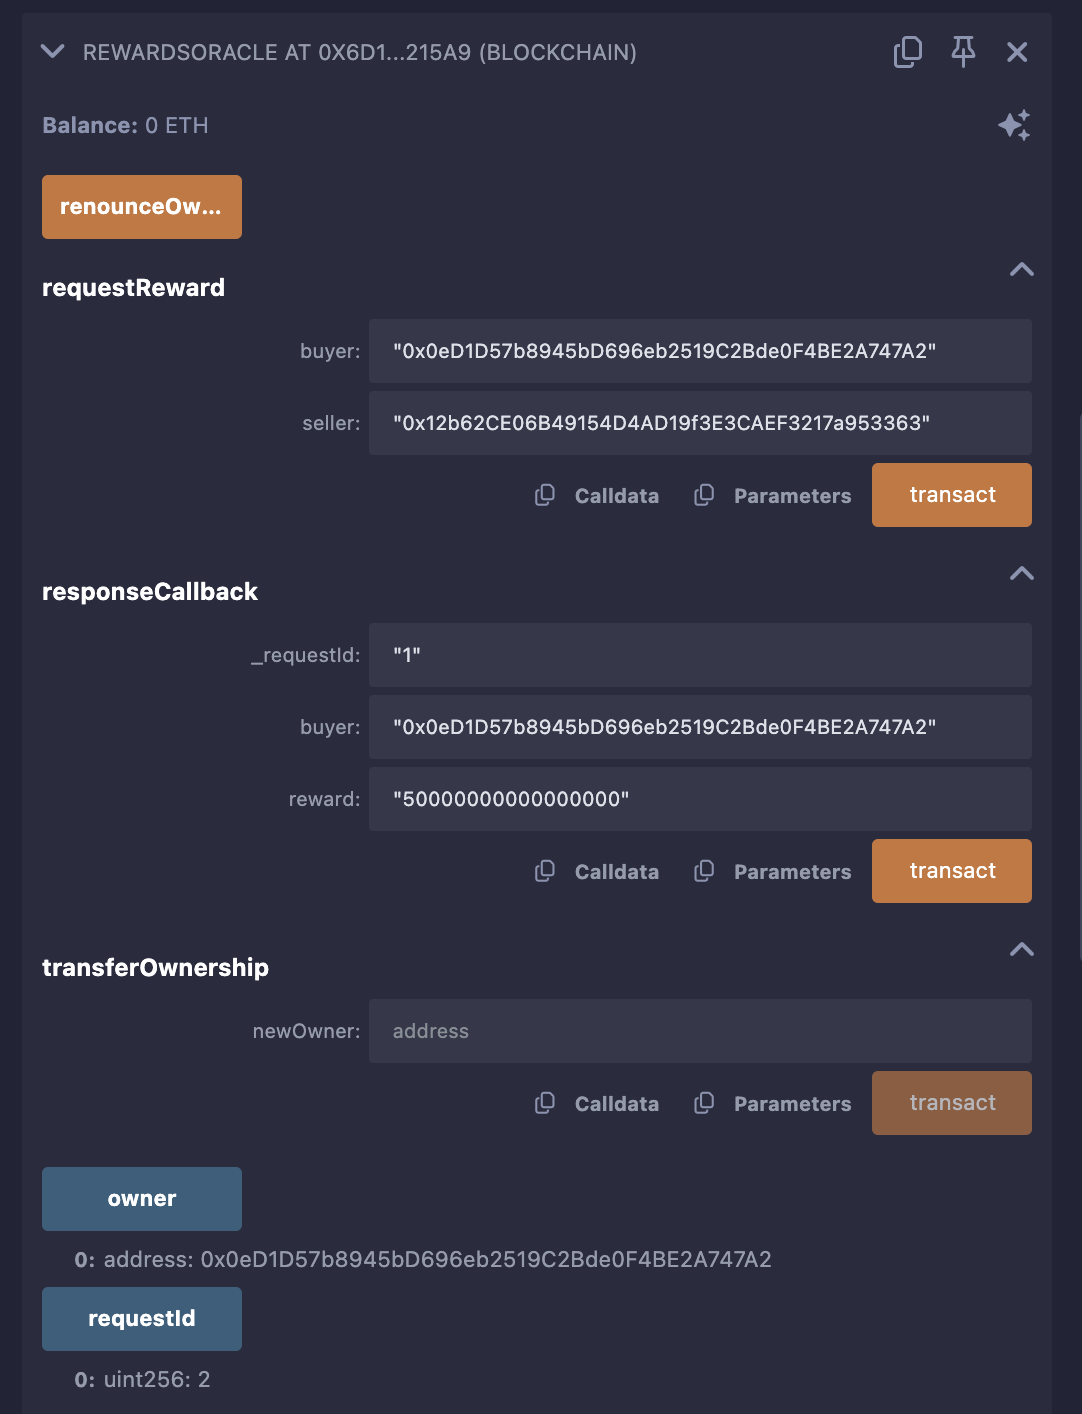 REWARDSORACLE AT 0X6D1...215A9 (BLOCKCHAIN)
Balance: 0 ETH
renounceOw...
requestReward
buyer: "0x0eD1D57b8945bD696eb2519C2Bde0F4BE2A747A2"
seller: "0x12b62CE06B49154D4AD19f3E3CAEF3217a953363"
Calldata Parameters transact
responseCallback
_requestId: "1"
buyer: "0x0eD1D57b8945bD696eb2519C2Bde0F4BE2A747A2"
reward: "50000000000000000"
Calldata Parameters transact
transferOwnership
newOwner: address
Calldata Parameters transact
owner
0: address: 0x0eD1D57b8945bD696eb2519C2Bde0F4BE2A747A2
requestId
0: uint256: 2